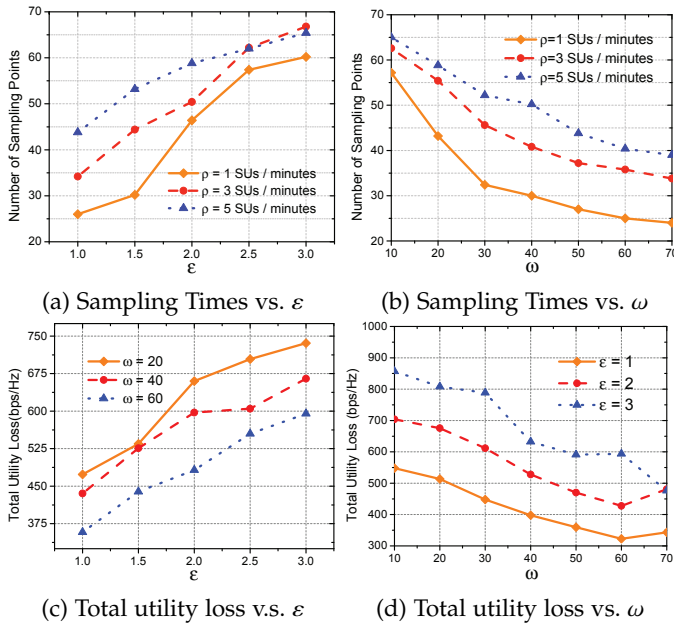 Number of Sampling Points
70
60
50
40
30
20
1.0 1.5 2.0 2.5 3.0
ε
ρ = 1 SUs / minutes
ρ = 3 SUs / minutes
ρ = 5 SUs / minutes
(a) Sampling Times vs. ε
Number of Sampling Points
70
60
50
40
30
20
10 20 30 40 50 60 70
ω
ρ=1 SUs / minutes
ρ=3 SUs / minutes
ρ=5 SUs / minutes
(b) Sampling Times vs. ω
Total Utility Loss(bps/Hz)
750
675
600
525
450
375
1.0 1.5 2.0 2.5 3.0
ε
ω = 20
ω = 40
ω = 60
(c) Total utility loss v.s. ε
Total Utility Loss (bps/Hz)
1000
900
800
700
600
500
400
300
10 20 30 40 50 60 70
ω
ε = 1
ε = 2
ε = 3
(d) Total utility loss vs. ω